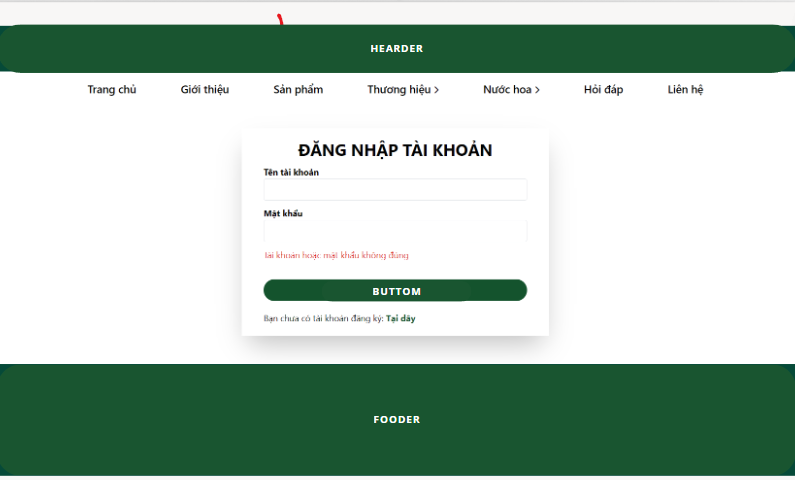 HEARDER
Trang chủ Giới thiệu Sản phẩm Thương hiệu > Nước hoa > Hỏi đáp Liên hệ
ĐĂNG NHẬP TÀI KHOẢN
Tên tài khoản
Mật khẩu
Tài khoản hoặc mật khẩu không đúng
BUTTOM
Bạn chưa có tài khoản đăng ký: Tại đây
FOODER